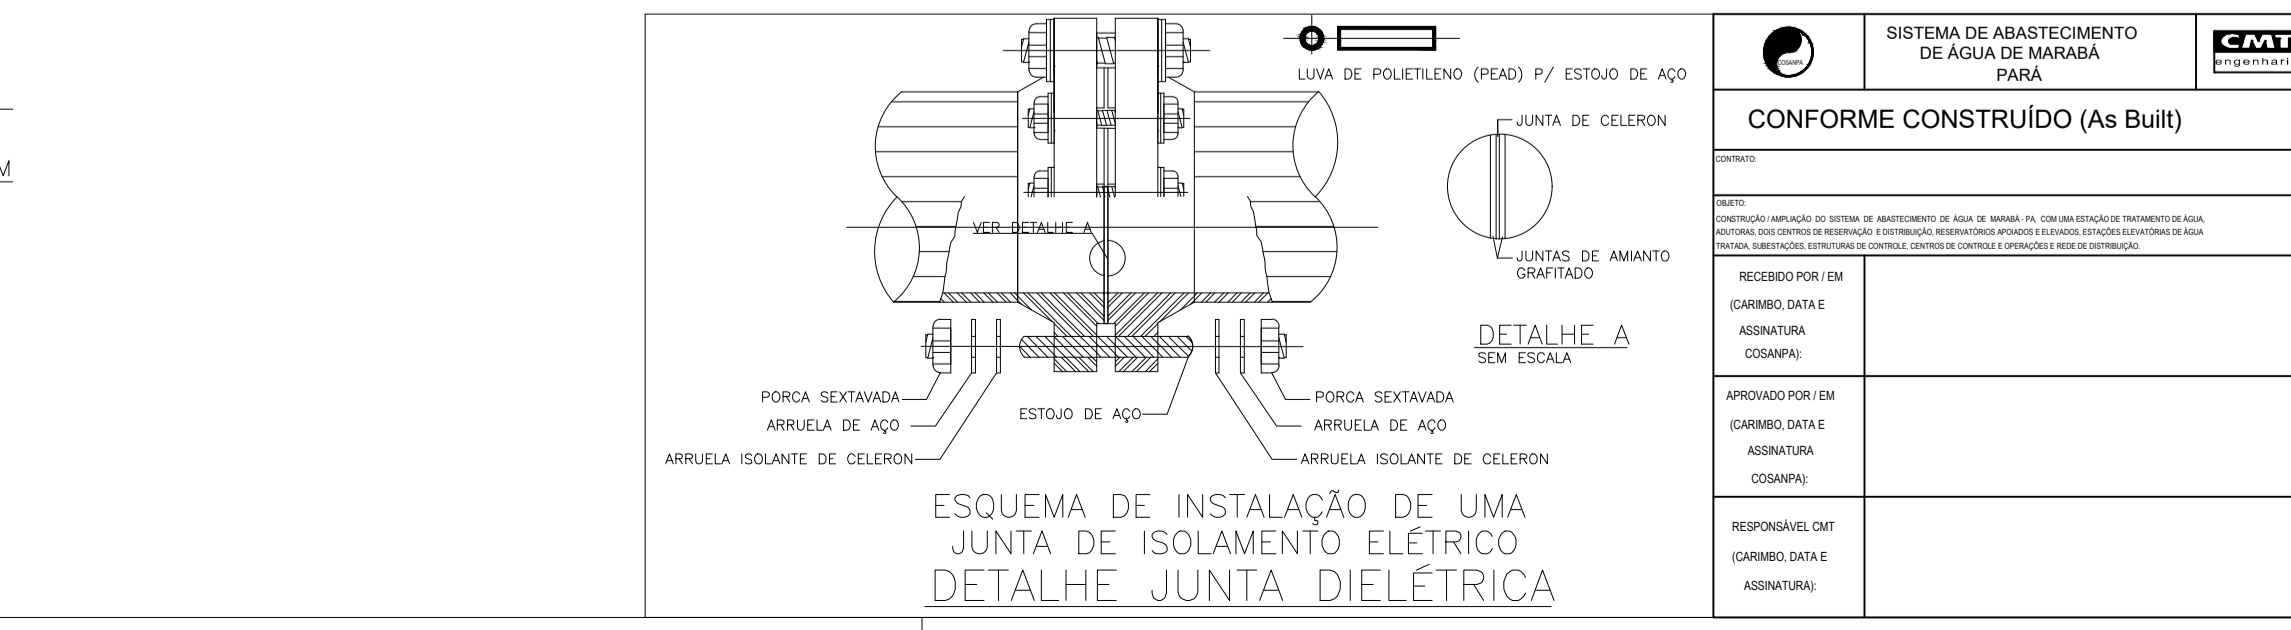 M
LUVA DE POLIETILENO (PEAD) P/ ESTOJO DE AÇO
JUNTA DE CELERON
VER DETALHE A
JUNTAS DE AMIANTO
GRAFITADO
DETALHE A
SEM ESCALA
PORCA SEXTAVADA
ARRUELA DE AÇO
ARRUELA ISOLANTE DE CELERON
ESTOJO DE AÇO
PORCA SEXTAVADA
ARRUELA DE AÇO
ARRUELA ISOLANTE DE CELERON
ESQUEMA DE INSTALAÇÃO DE UMA
JUNTA DE ISOLAMENTO ELÉTRICO
DETALHE JUNTA DIELÉTRICA
COSANPA
SISTEMA DE ABASTECIMENTO
DE ÁGUA DE MARABÁ
PARÁ
CMT
engenhari
CONFORME CONSTRUÍDO (As Built)
CONTRATO:
OBJETO:
CONSTRUÇÃO / AMPLIAÇÃO DO SISTEMA DE ABASTECIMENTO DE ÁGUA DE MARABÁ - PA, COM UMA ESTAÇÃO DE TRATAMENTO DE ÁGUA,
ADUTORAS, DOIS CENTROS DE RESERVAÇÃO E DISTRIBUIÇÃO, RESERVATÓRIOS APOIADOS E ELEVADOS, ESTAÇÕES ELEVATÓRIAS DE ÁGUA
TRATADA, SUBESTAÇÕES, ESTRUTURAS DE CONTROLE, CENTROS DE CONTROLE E OPERAÇÕES E REDE DE DISTRIBUIÇÃO.
RECEBIDO POR / EM
(CARIMBO, DATA E
ASSINATURA
COSANPA):
APROVADO POR / EM
(CARIMBO, DATA E
ASSINATURA
COSANPA):
RESPONSÁVEL CMT
(CARIMBO, DATA E
ASSINATURA):